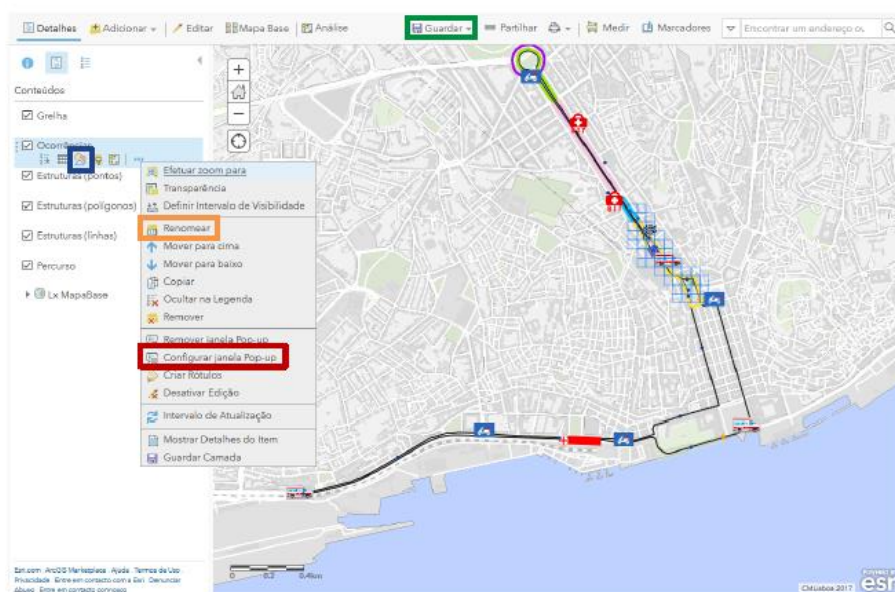 Detalhes Adicionar Editar Mapa Base Análise Guardar Partilhar Medir Marcadores Encontrar um endereço ou
Conteúdos
Grelha
Ocorrências
Estruturas (pontos)
Estruturas (polígonos)
Estruturas (linhas)
Percurso
Lx MapaBase
Efetuar zoom para
Transparência
Definir Intervalo de Visibilidade
Renomear
Mover para cima
Mover para baixo
Copiar
Ocultar na Legenda
Remover
Remover janela Pop-up
Configurar janela Pop-up
Criar Rótulos
Desativar Edição
Intervalo de Atualização
Mostrar Detalhes do Item
Guardar Camada
Esri.com ArcGIS Marketplace Ajuda Termos de Uso
Privacidade Entre em contacto com a Esri Denunciar
Abuso Entre em contacto connosco
0 0.2 0.4km
CMLisboa 2017
esri